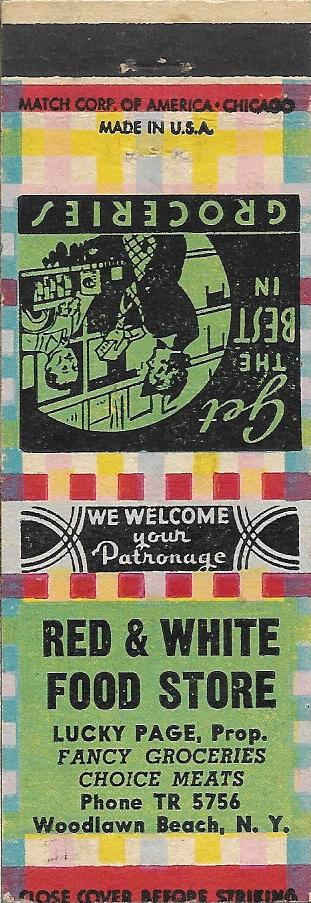 MATCH CORP. OF AMERICA • CHICAGO
MADE IN U.S.A.
Get
THE
BEST
IN
GROCERIES
WE WELCOME
your
Patronage
RED & WHITE
FOOD STORE
LUCKY PAGE, Prop.
FANCY GROCERIES
CHOICE MEATS
Phone TR 5756
Woodlawn Beach, N. Y.
CLOSE COVER BEFORE STRIKING